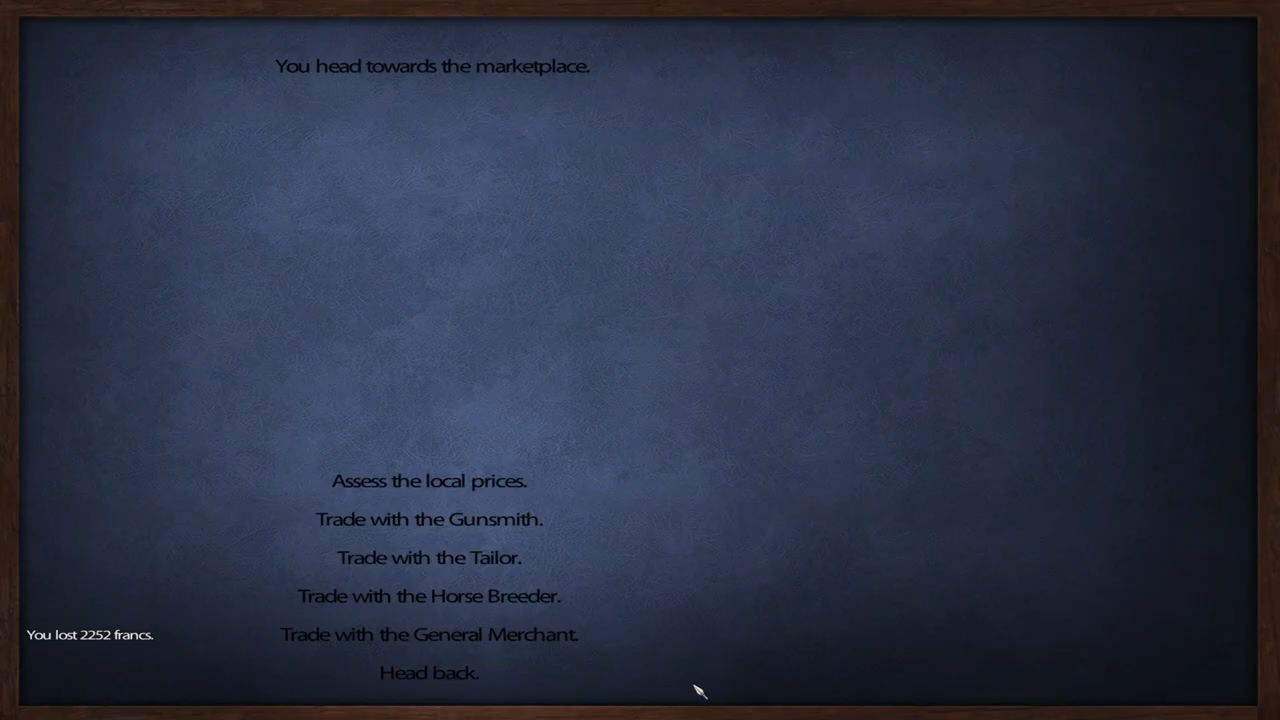 You head towards the marketplace.
Assess the local prices.
Trade with the Gunsmith.
Trade with the Tailor.
Trade with the Horse Breeder.
Trade with the General Merchant.
You lost 2252 francs.
Head back.